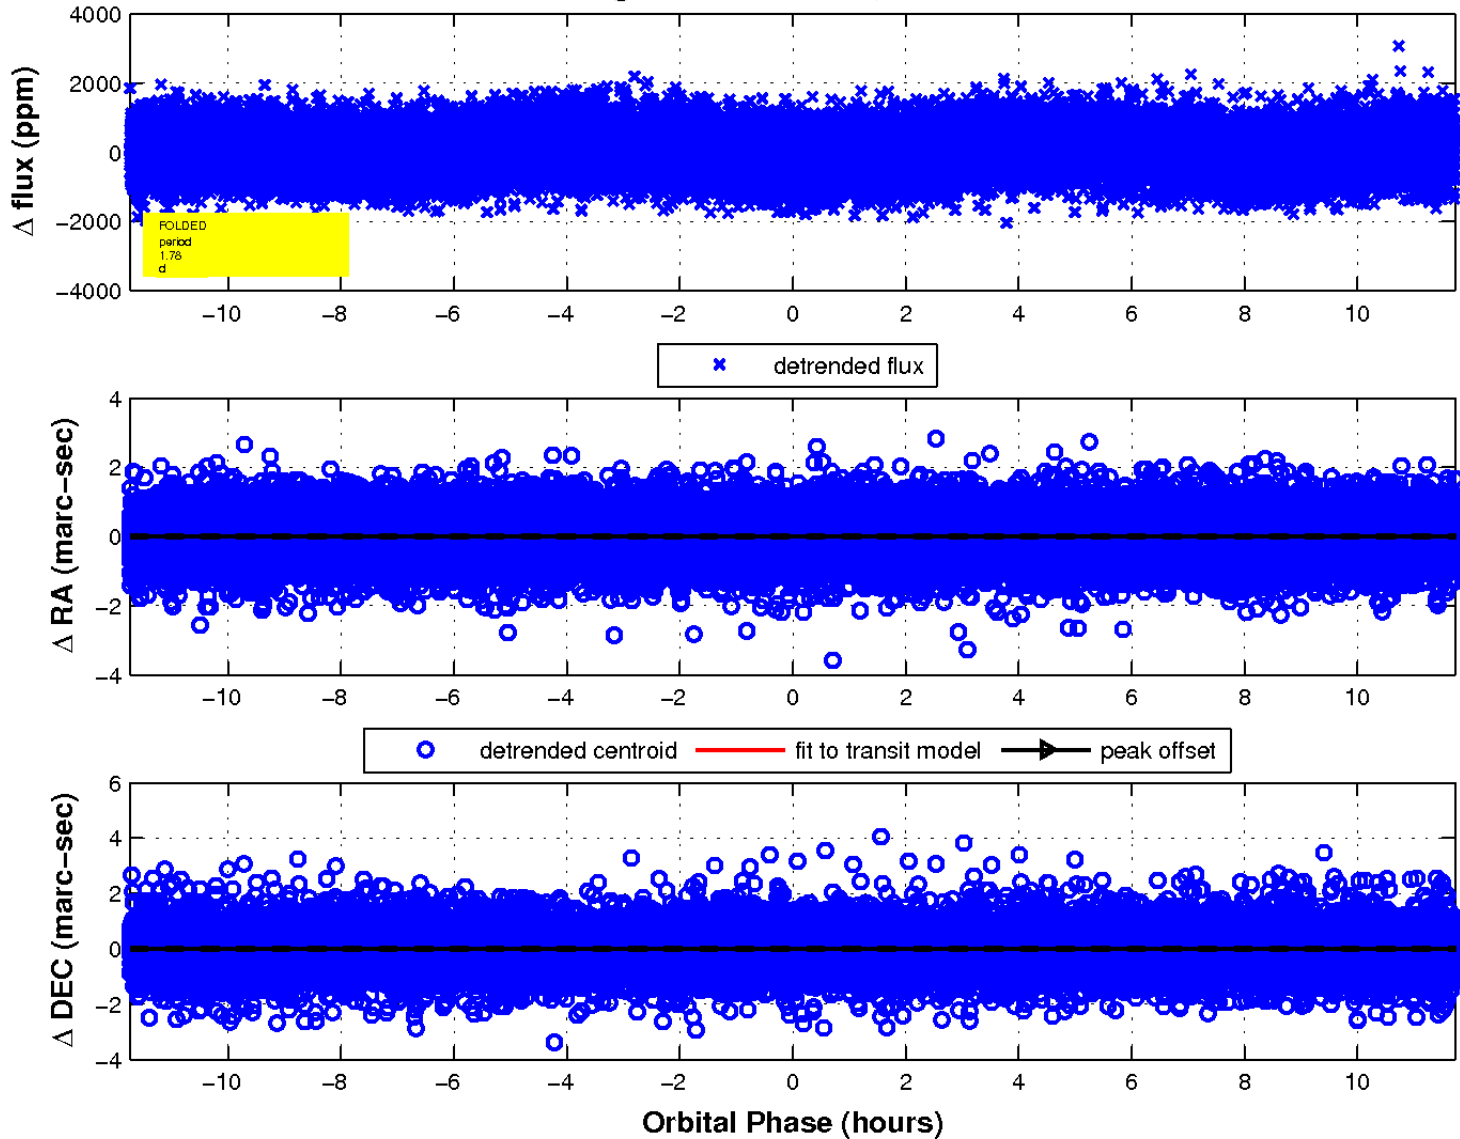 4000
2000
0
−2000
−4000
Δ flux (ppm)
FOLDED
period
1.78
d
−10 −8 −6 −4 −2 0 2 4 6 8 10
detrended flux
4
2
0
−2
−4
Δ RA (marc−sec)
−10 −8 −6 −4 −2 0 2 4 6 8 10
detrended centroid fit to transit model peak offset
6
4
2
0
−2
−4
Δ DEC (marc−sec)
−10 −8 −6 −4 −2 0 2 4 6 8 10
Orbital Phase (hours)